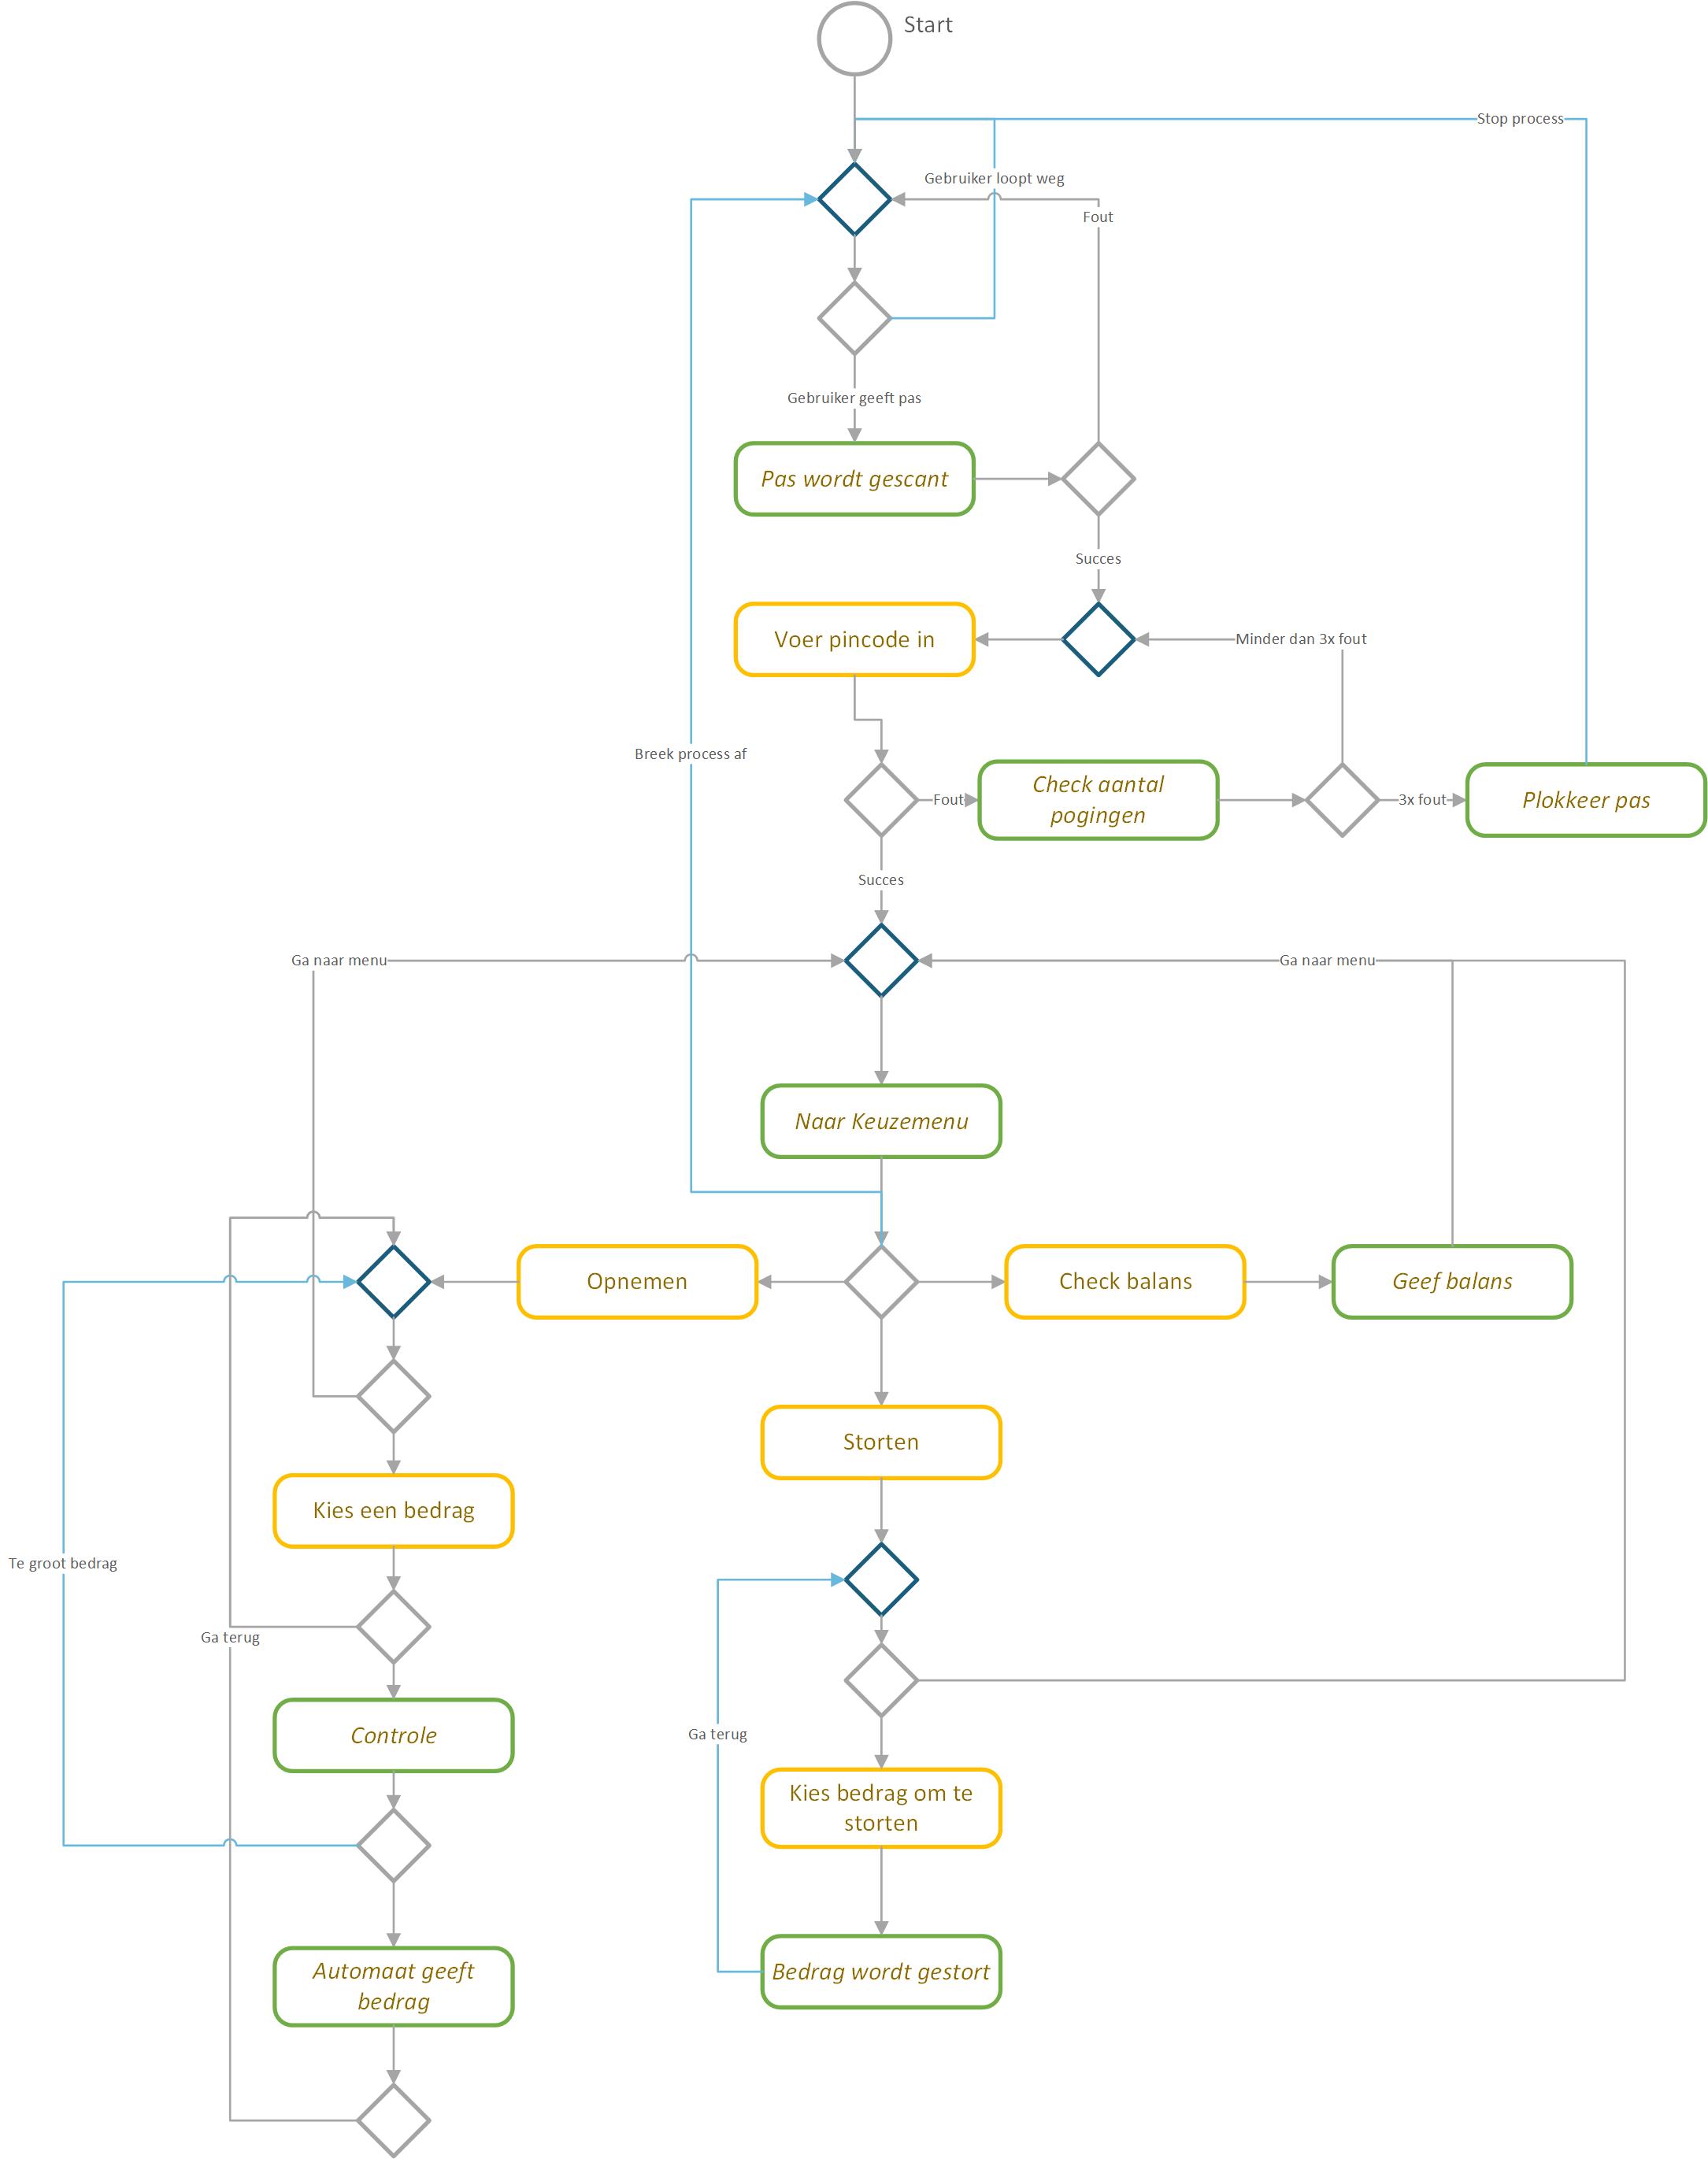 Start
Stop process
Gebruiker loopt weg
Fout
Gebruiker geeft pas
Pas wordt gescant
Succes
Voer pincode in
Minder dan 3x fout
Breek process af
Fout
Check aantal
pogingen
3x fout
Plokkeer pas
Succes
Ga naar menu
Ga naar menu
Naar Keuzemenu
Opnemen
Check balans
Geef balans
Storten
Kies een bedrag
Te groot bedrag
Ga terug
Controle
Ga terug
Kies bedrag om te
storten
Automaat geeft
bedrag
Bedrag wordt gestort